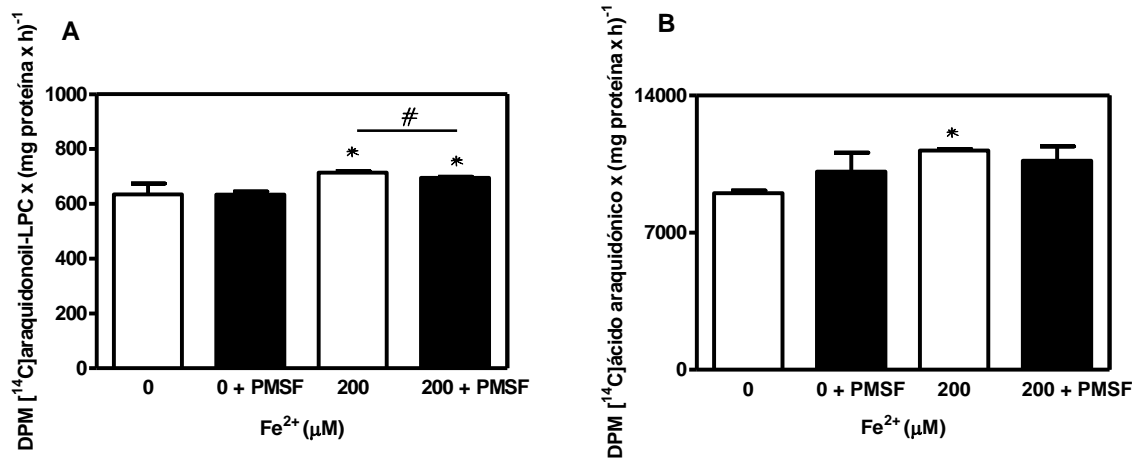 A
DPM [¹⁴C]araquidonoil-LPC x (mg proteína x h)⁻¹
1000
800
600
400
200
0
#
*
*
0 0 + PMSF 200 200 + PMSF
Fe²⁺ (μM)
B
DPM [¹⁴C]ácido araquidónico x (mg proteína x h)⁻¹
14000
7000
0
*
0 0 + PMSF 200 200 + PMSF
Fe²⁺ (μM)